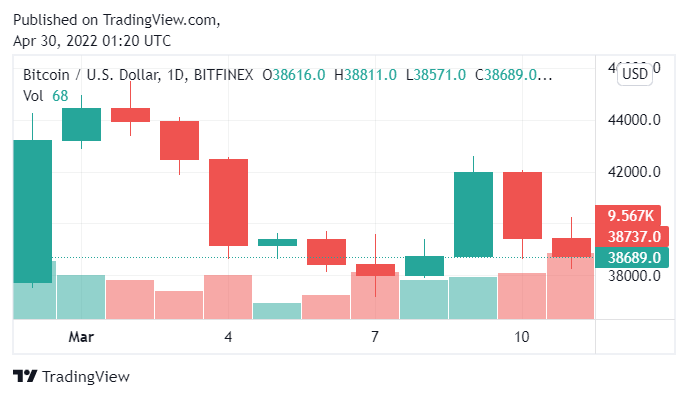 Published on TradingView.com,
Apr 30, 2022 01:20 UTC
Bitcoin / U.S. Dollar, 1D, BITFINEX O38616.0 H38811.0 L38571.0 C38689.0...
Vol 68
USD
44000.0
42000.0
9.567K
38737.0
38689.0
38000.0
Mar 4 7 10
TradingView